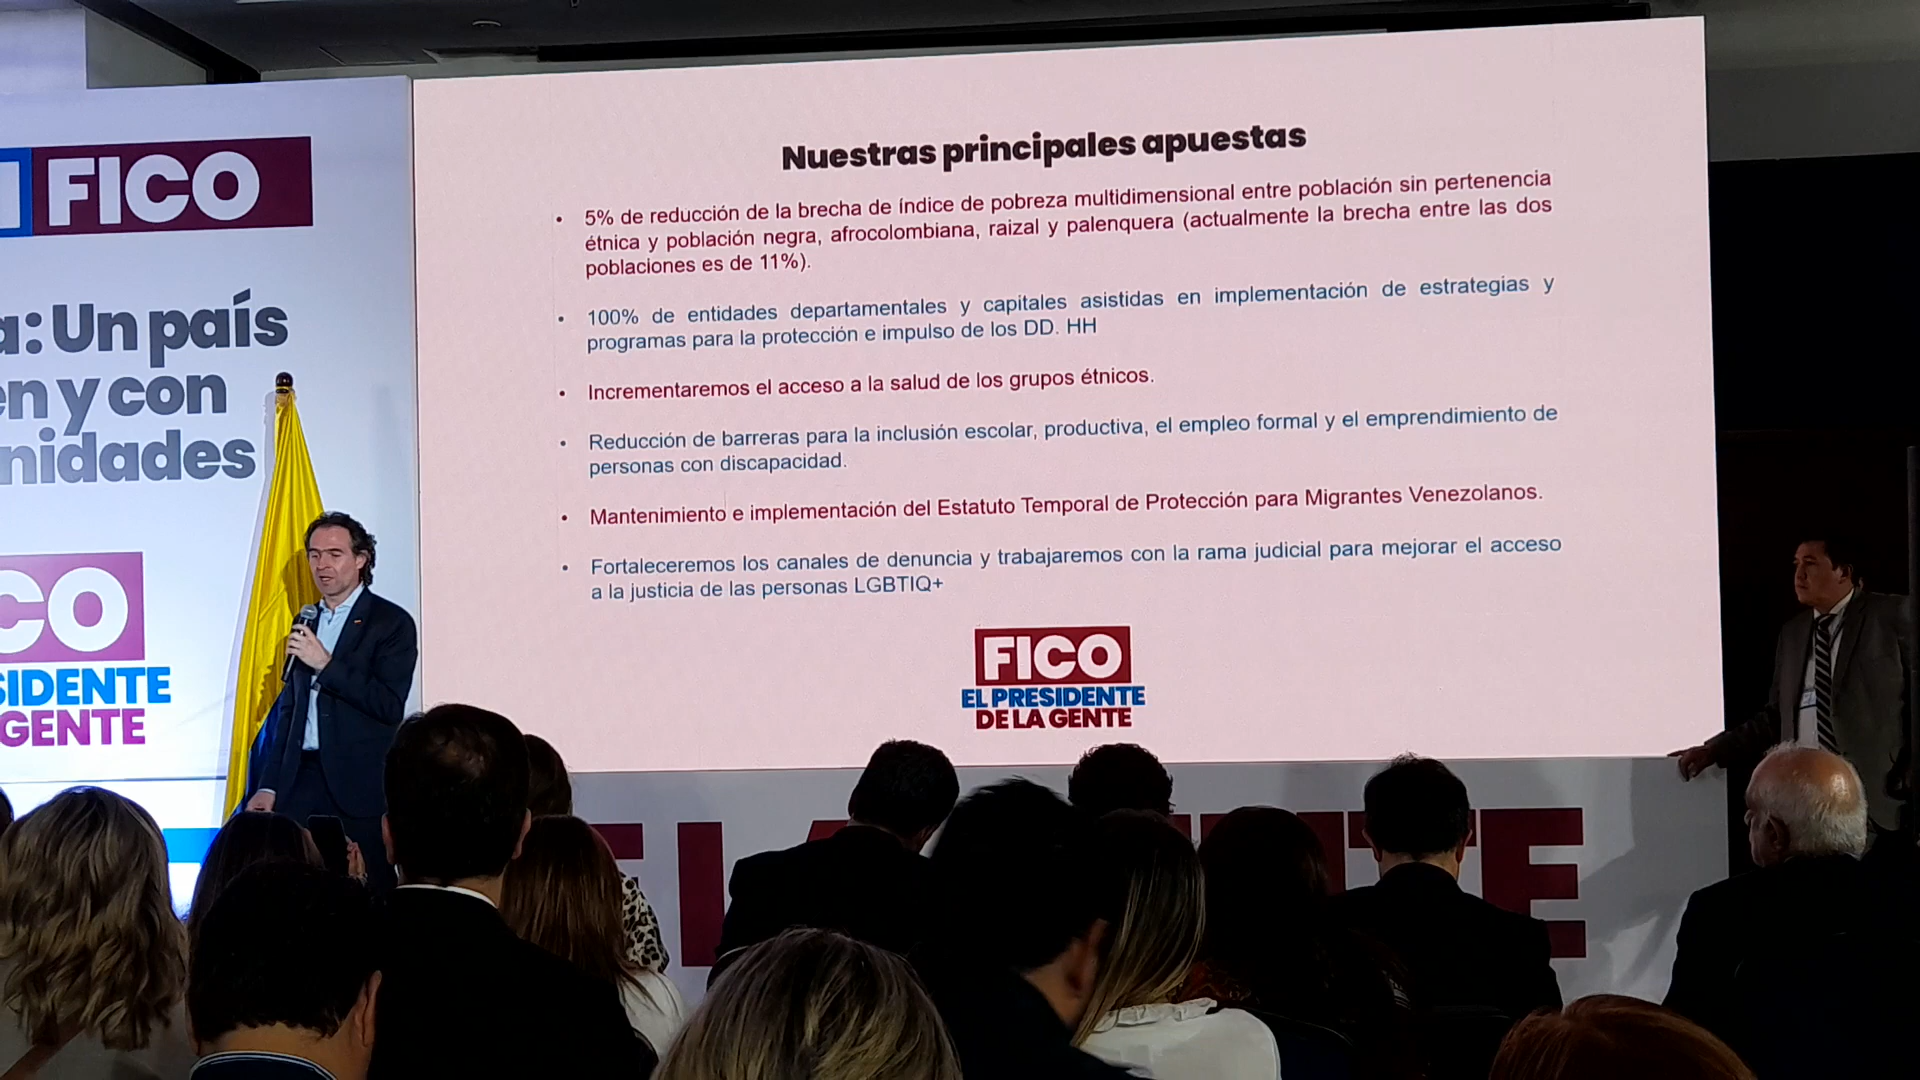 FICO
: Un país
y con
FICO
EL PRESIDENTE
DE LA GENTE
Nuestras principales apuestas
• 5% de reducción de la brecha de índice de pobreza multidimensional entre población sin pertenencia
étnica y población negra, afrocolombiana, raizal y palenquera (actualmente la brecha entre las dos
poblaciones es de 11%).
• 100% de entidades departamentales y capitales asistidas en implementación de estrategias y
programas para la protección e impulso de los DD. HH
• Incrementaremos el acceso a la salud de los grupos étnicos.
• Reducción de barreras para la inclusión escolar, productiva, el empleo formal y el emprendimiento de
personas con discapacidad.
• Mantenimiento e implementación del Estatuto Temporal de Protección para Migrantes Venezolanos.
• Fortaleceremos los canales de denuncia y trabajaremos con la rama judicial para mejorar el acceso
a la justicia de las personas LGBTIQ+
CO
SIDENTE
GENTE